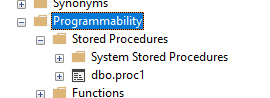 Synonyms
Programmability
Stored Procedures
System Stored Procedures
dbo.proc1
Functions